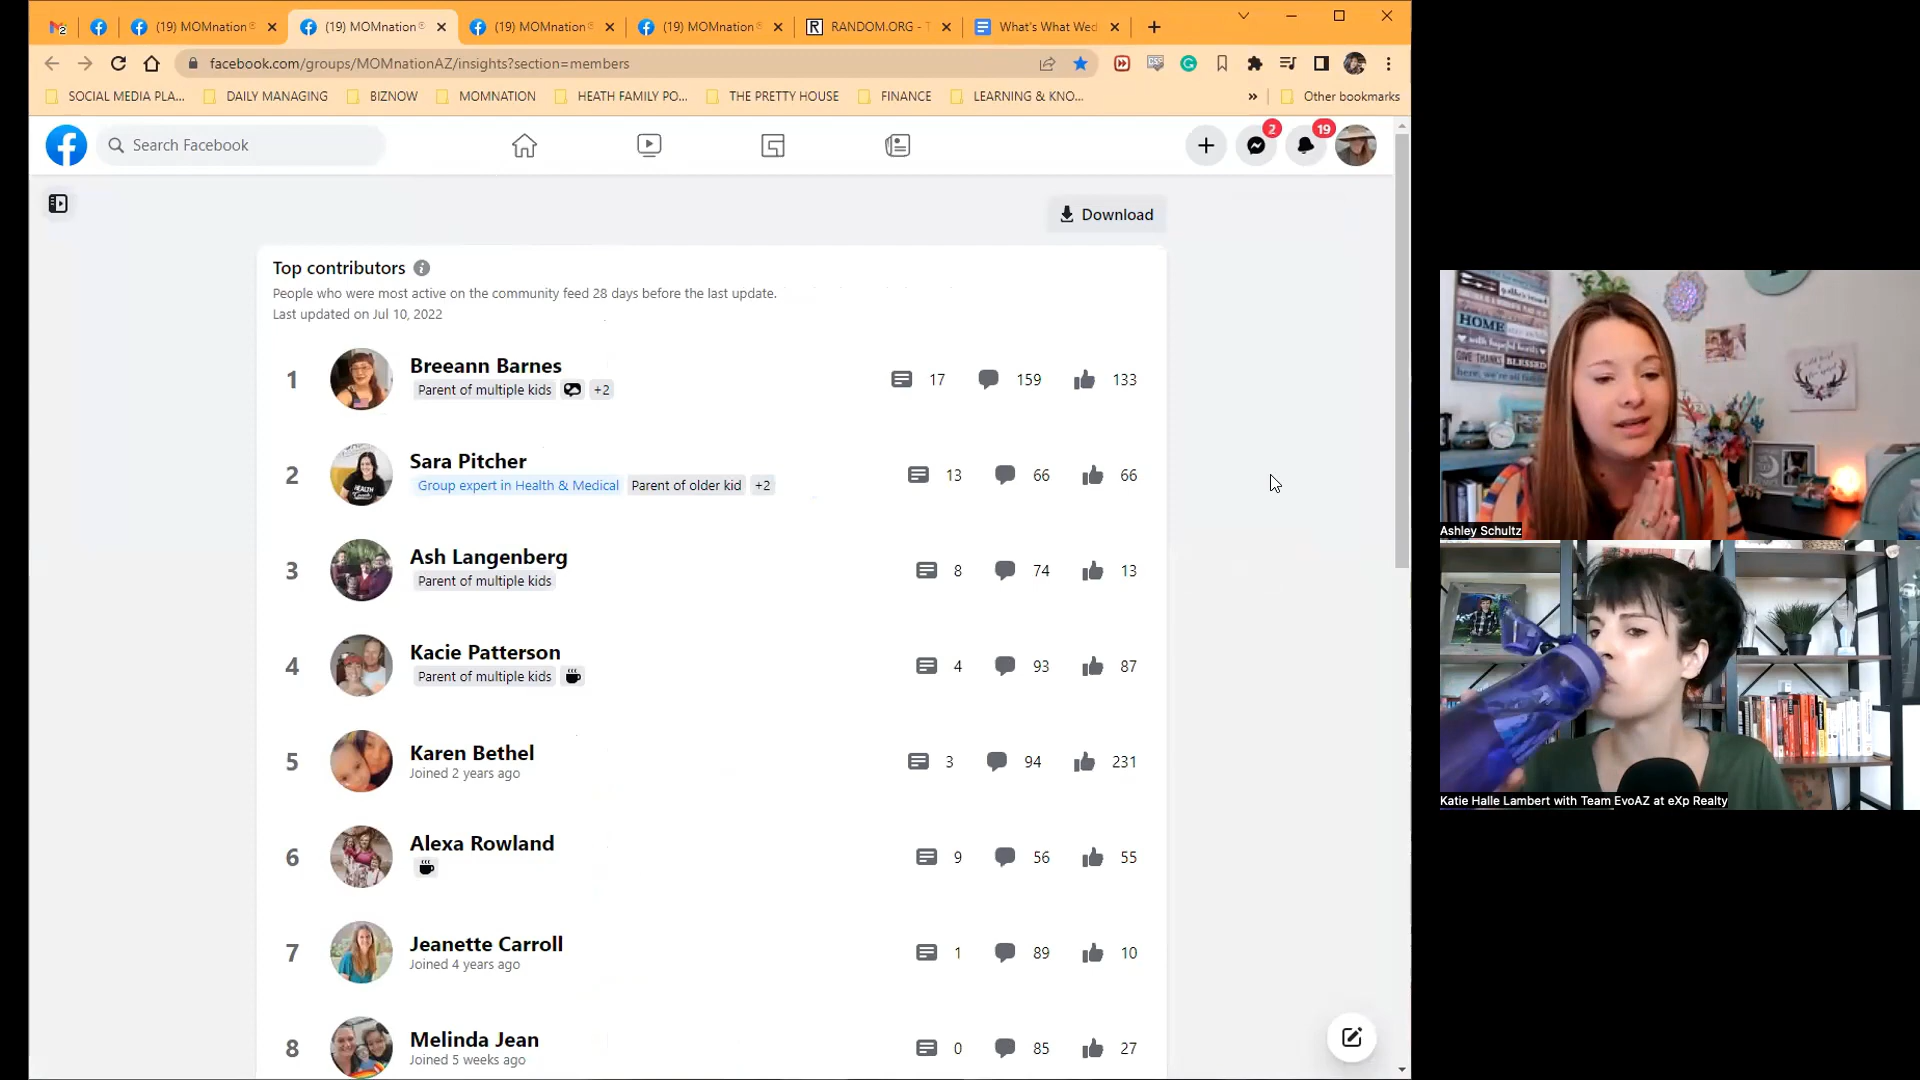 2
(19) MOMnation®
(19) MOMnation®
(19) MOMnation®
(19) MOMnation®
RANDOM.ORG - T
What's What Wed
facebook.com/groups/MOMnationAZ/insights?section=members
SOCIAL MEDIA PLA...
DAILY MANAGING
BIZNOW
MOMNATION
HEATH FAMILY PO...
THE PRETTY HOUSE
FINANCE
LEARNING & KNO...
»
Other bookmarks
Search Facebook
2
19
Download
Top contributors
People who were most active on the community feed 28 days before the last update.
Last updated on Jul 10, 2022
1
Breeann Barnes
Parent of multiple kids
+2
17
159
133
2
Sara Pitcher
Group expert in Health & Medical
Parent of older kid
+2
13
66
66
3
Ash Langenberg
Parent of multiple kids
8
74
13
4
Kacie Patterson
Parent of multiple kids
4
93
87
5
Karen Bethel
Joined 2 years ago
3
94
231
6
Alexa Rowland
9
56
55
7
Jeanette Carroll
Joined 4 years ago
1
89
10
8
Melinda Jean
Joined 5 weeks ago
0
85
27
HOME
GIVE THANKS
BLESSED
Ashley Schultz
Katie Halle Lambert with Team EvoAZ at eXp Realty